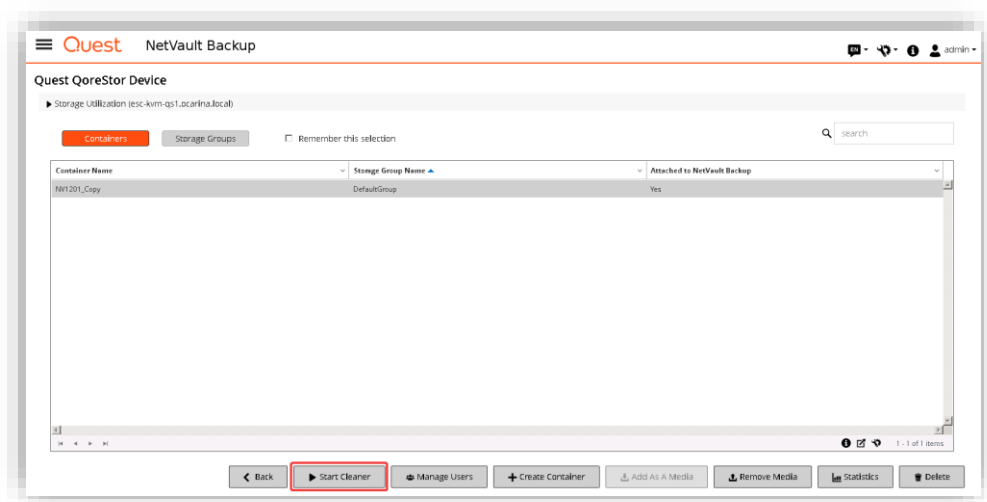 Quest NetVault Backup
EN admin
Quest QoreStor Device
Storage Utilization (esc-kvm-qs1.ocarina.local)
Containers Storage Groups Remember this selection search
Container Name Storage Group Name Attached to NetVault Backup
NV1201_Copy DefaultGroup Yes
1 - 1 of 1 items
Back Start Cleaner Manage Users Create Container Add As A Media Remove Media Statistics Delete